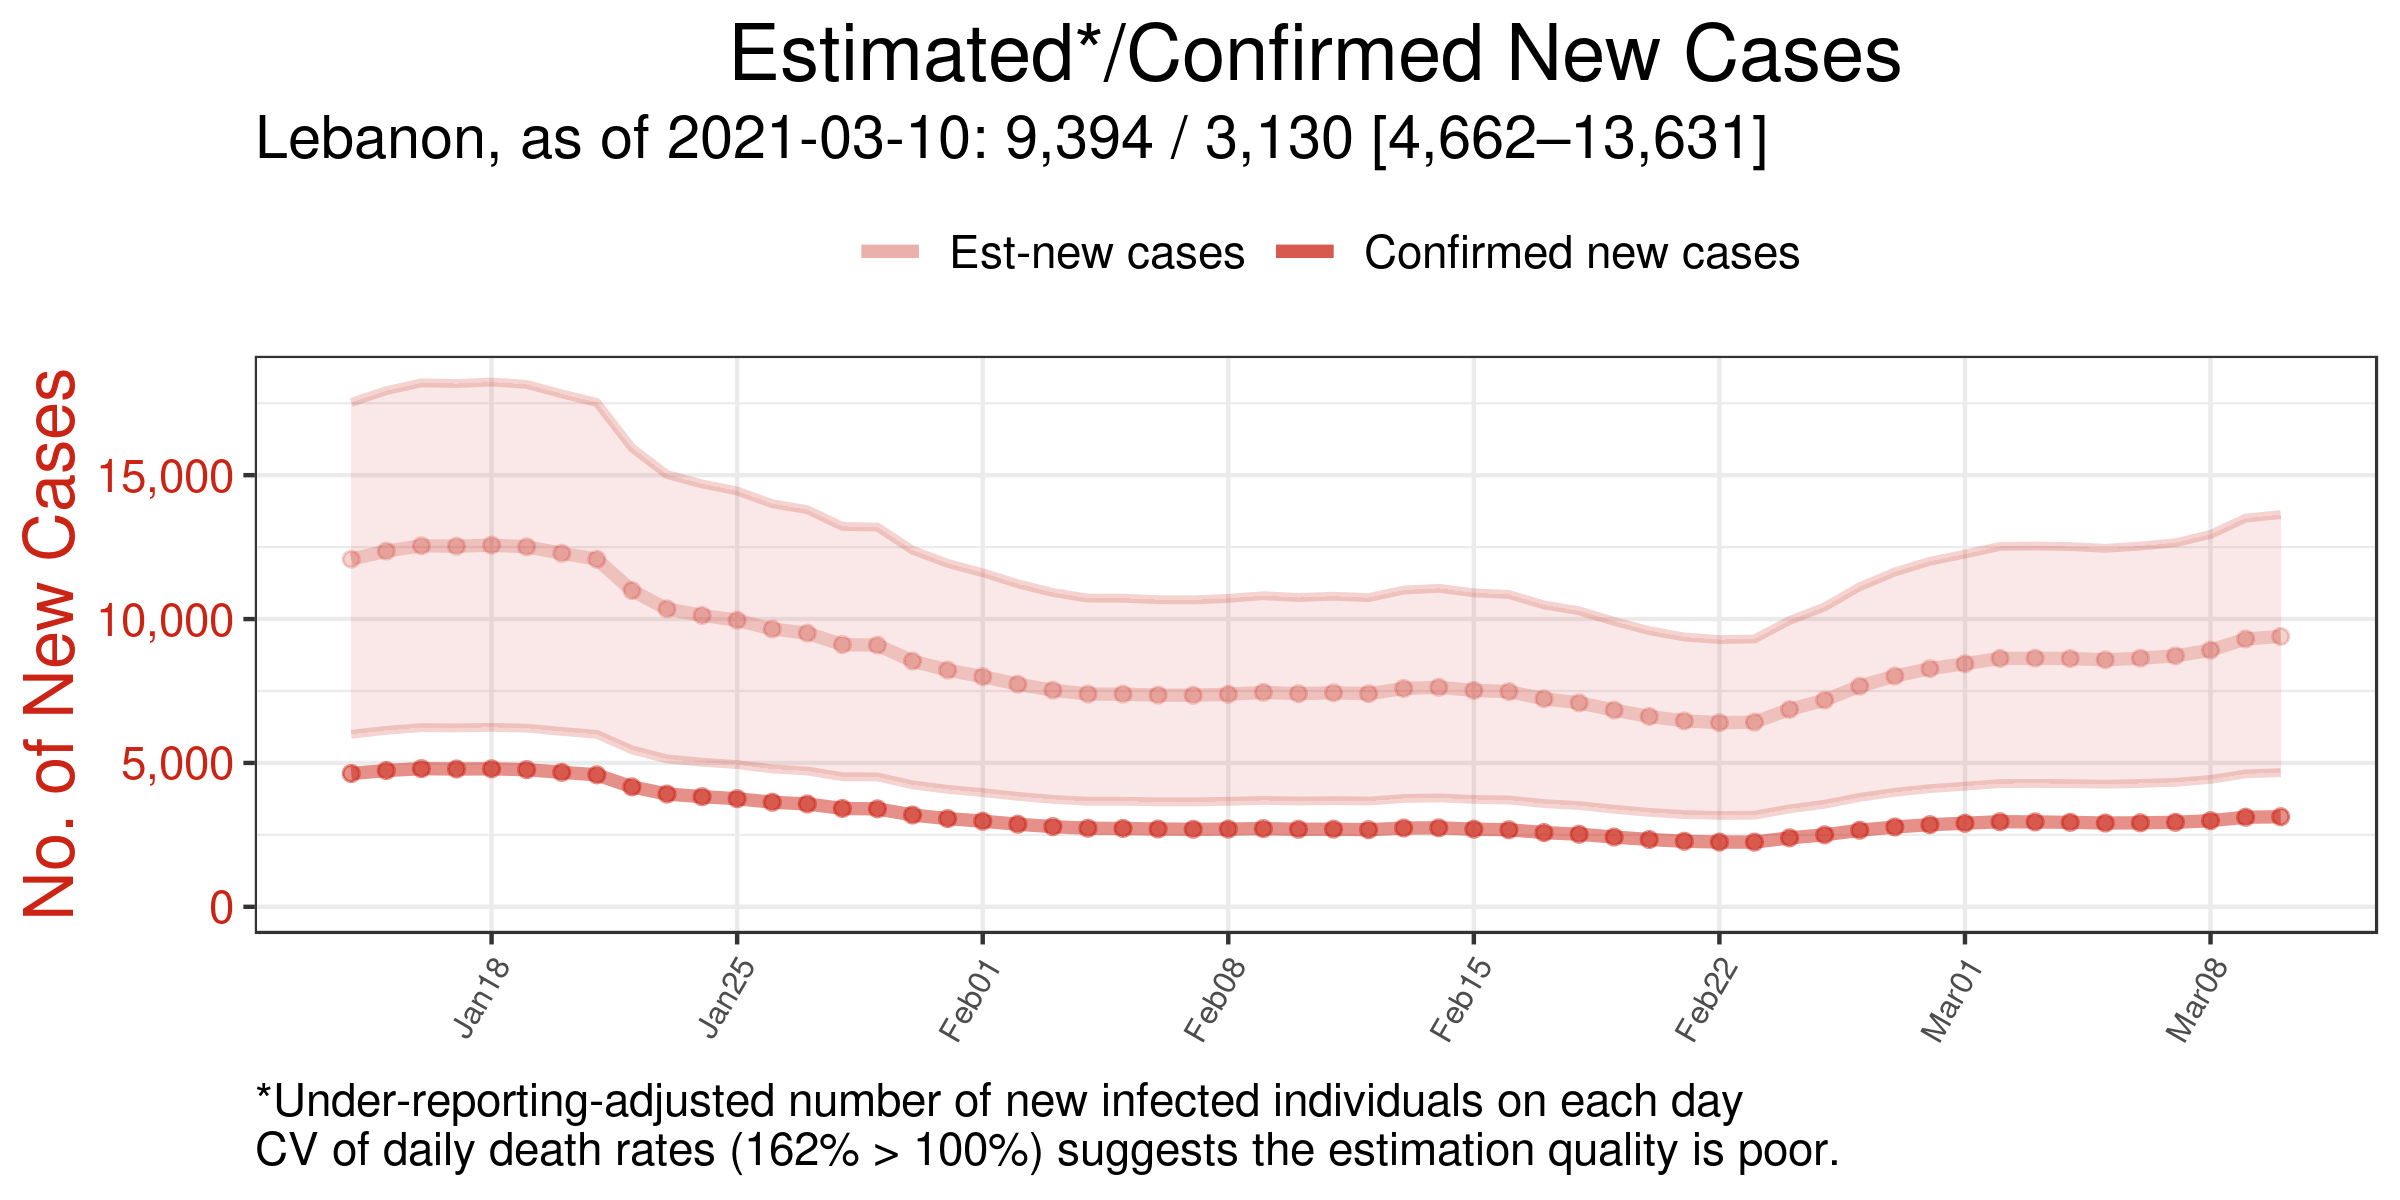 Estimated*/Confirmed New Cases
Lebanon, as of 2021-03-10: 9,394 / 3,130 [4,662–13,631]
Est-new cases
Confirmed new cases
No. of New Cases
15,000
10,000
5,000
0
Jan18
Jan25
Feb01
Feb08
Feb15
Feb22
Mar01
Mar08
*Under-reporting-adjusted number of new infected individuals on each day
CV of daily death rates (162% > 100%) suggests the estimation quality is poor.